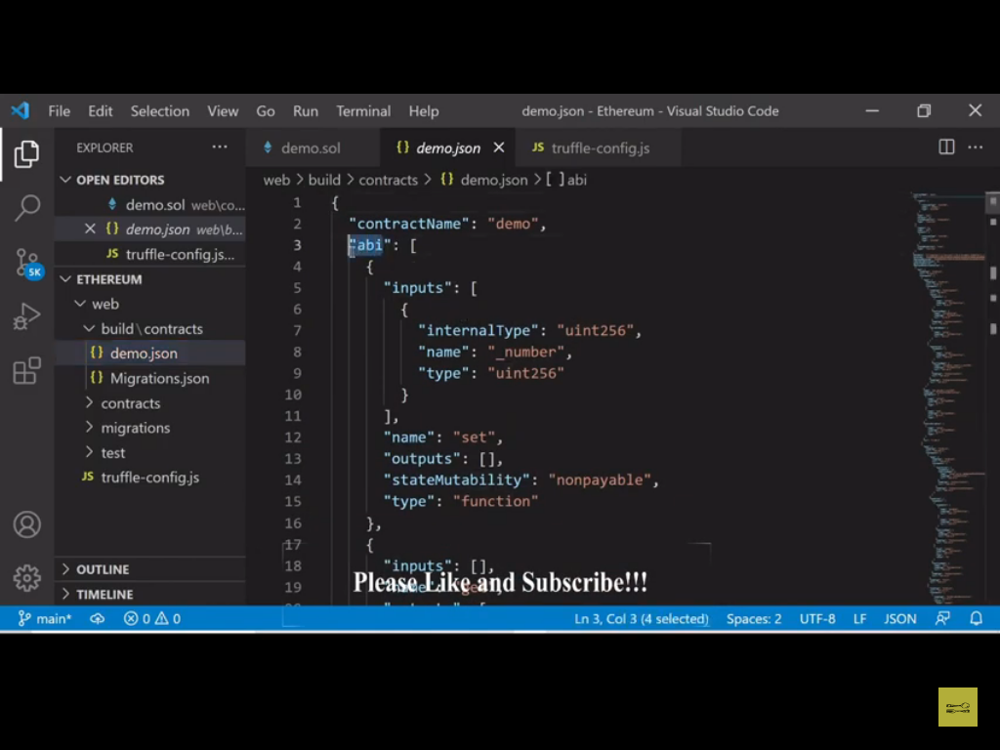 File Edit Selection View Go Run Terminal Help demo.json - Ethereum - Visual Studio Code
EXPLORER ...
demo.sol {} demo.json JS truffle-config.js ...
OPEN EDITORS
demo.sol web\co...
{} demo.json web\b...
JS truffle-config.js...
5K
ETHEREUM
web
build\contracts
{} demo.json
{} Migrations.json
contracts
migrations
test
JS truffle-config.js
OUTLINE
TIMELINE
web > build > contracts > {} demo.json > [ ] abi
1 {
2 "contractName": "demo",
3 "abi": [
4 {
5 "inputs": [
6 {
7 "internalType": "uint256",
8 "name": "_number",
9 "type": "uint256"
10 }
11 ],
12 "name": "set",
13 "outputs": [],
14 "stateMutability": "nonpayable",
15 "type": "function"
16 },
17 {
18 "inputs": [],
19
Please Like and Subscribe!!!
main* 0 0 Ln 3, Col 3 (4 selected) Spaces: 2 UTF-8 LF JSON